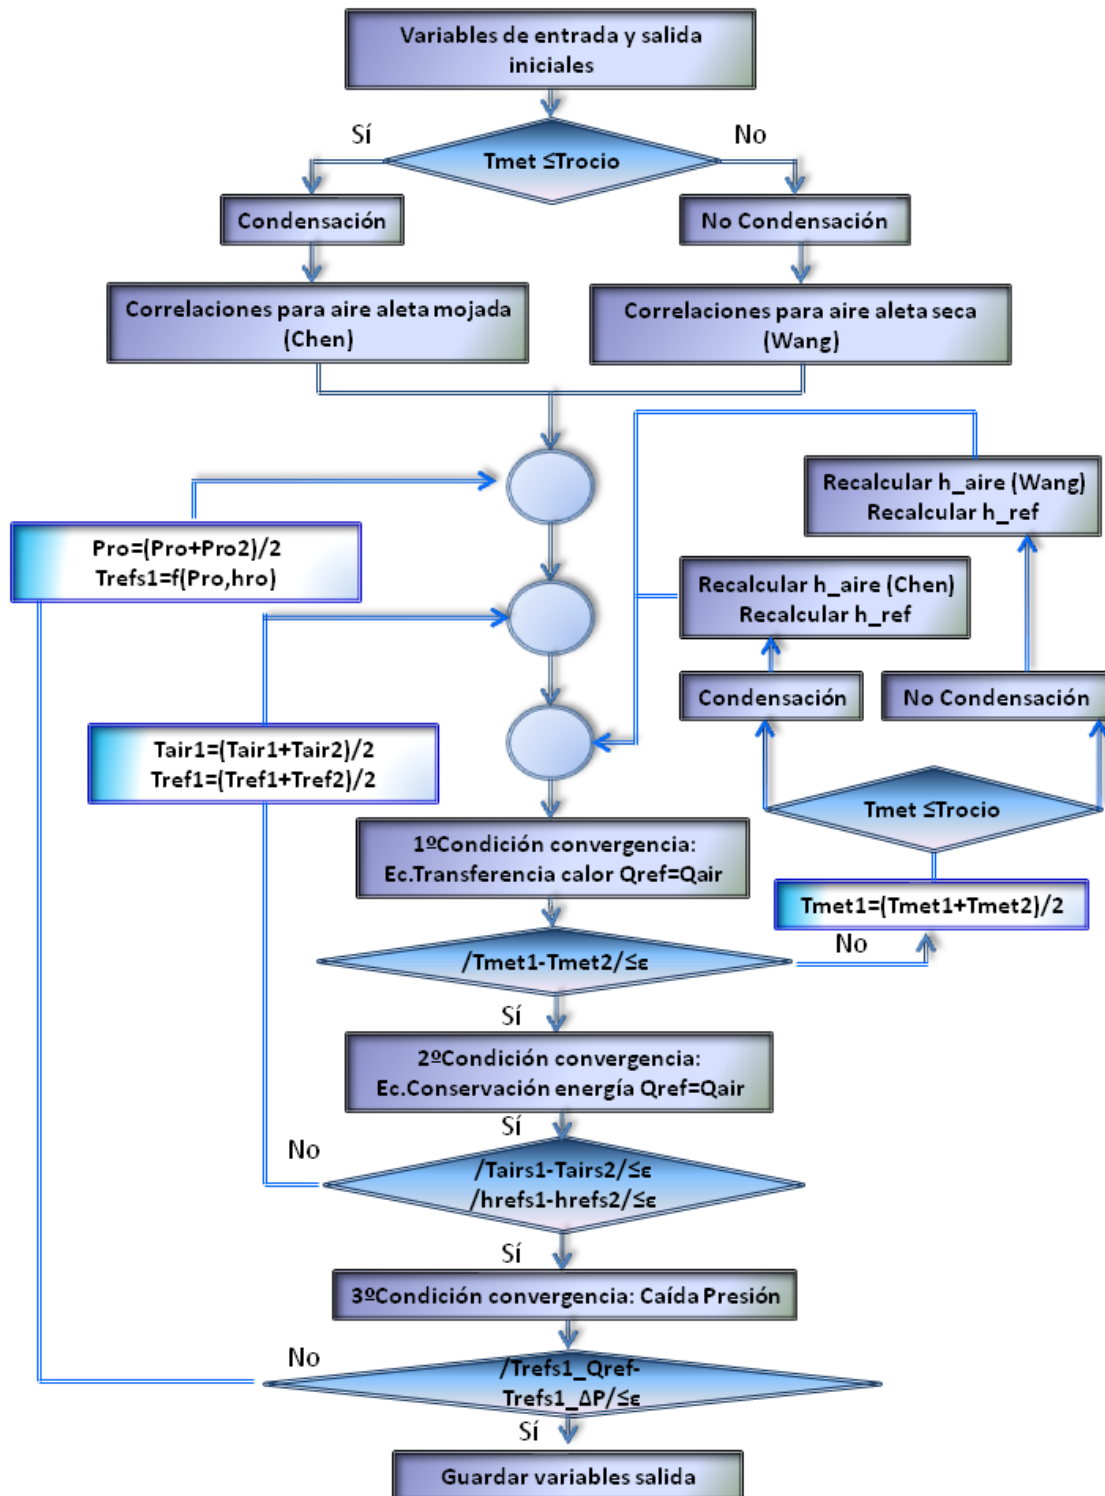 Variables de entrada y salida
iniciales
Sí
No
Tmet ≤Trocio
Condensación
No Condensación
Correlaciones para aire aleta mojada
(Chen)
Correlaciones para aire aleta seca
(Wang)
Recalcular h_aire (Wang)
Recalcular h_ref
Pro=(Pro+Pro2)/2
Trefs1=f(Pro,hro)
Recalcular h_aire (Chen)
Recalcular h_ref
Condensación
No Condensación
Tair1=(Tair1+Tair2)/2
Tref1=(Tref1+Tref2)/2
Tmet ≤Trocio
1ºCondición convergencia:
Ec.Transferencia calor Qref=Qair
Tmet1=(Tmet1+Tmet2)/2
No
/Tmet1-Tmet2/≤ε
Sí
2ºCondición convergencia:
Ec.Conservación energía Qref=Qair
Sí
No
/Tairs1-Tairs2/≤ε
/hrefs1-hrefs2/≤ε
Sí
3ºCondición convergencia: Caída Presión
No
/Trefs1_Qref-
Trefs1_ΔP/≤ε
Sí
Guardar variables salida